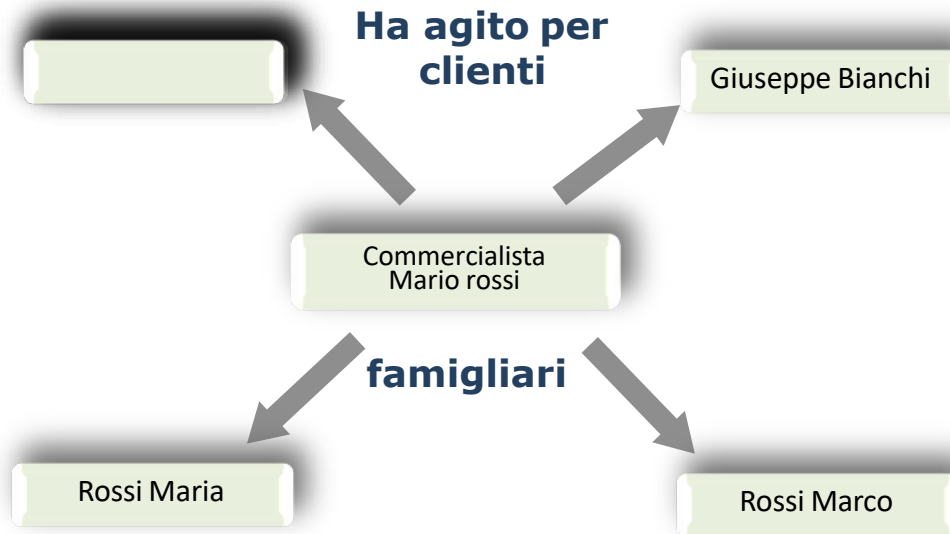 Ha agito per
clienti
Giuseppe Bianchi
Commercialista
Mario rossi
famigliari
Rossi Maria
Rossi Marco